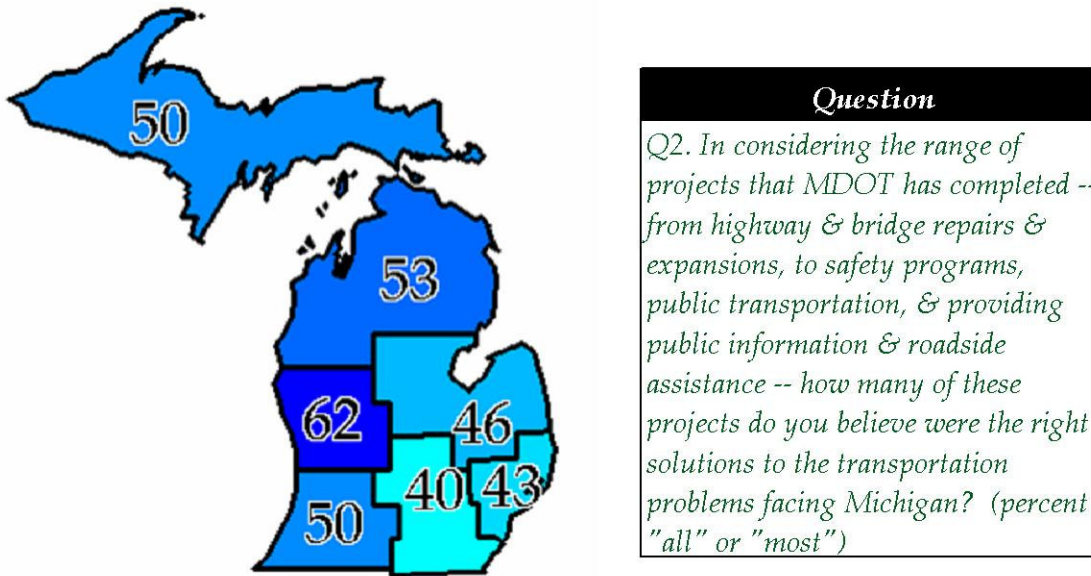 50
53
62
46
40
43
50
Question
Q2. In considering the range of
projects that MDOT has completed --
from highway & bridge repairs &
expansions, to safety programs,
public transportation, & providing
public information & roadside
assistance -- how many of these
projects do you believe were the right
solutions to the transportation
problems facing Michigan? (percent
"all" or "most")